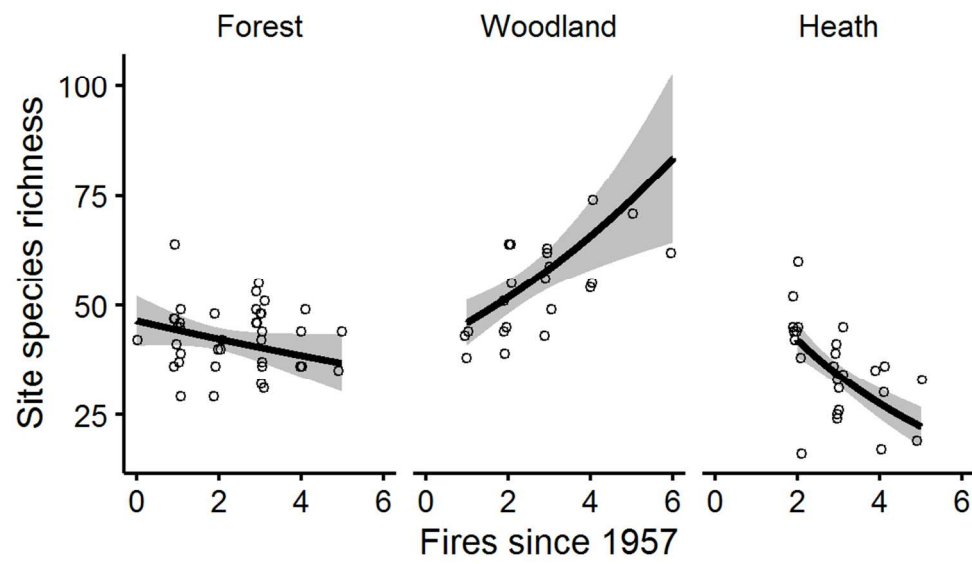 Forest Woodland Heath
Site species richness
100
75
50
25
0 2 4 6 0 2 4 6 0 2 4 6
Fires since 1957